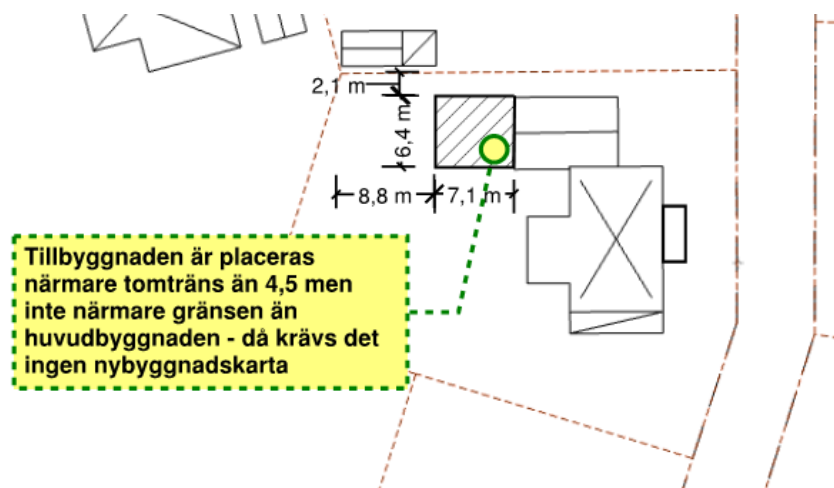 2,1 m
6,4 m
8,8 m
7,1 m
Tillbyggnaden är placeras
närmare tomträns än 4,5 men
inte närmare gränsen än
huvudbyggnaden - då krävs det
ingen nybyggnadskarta